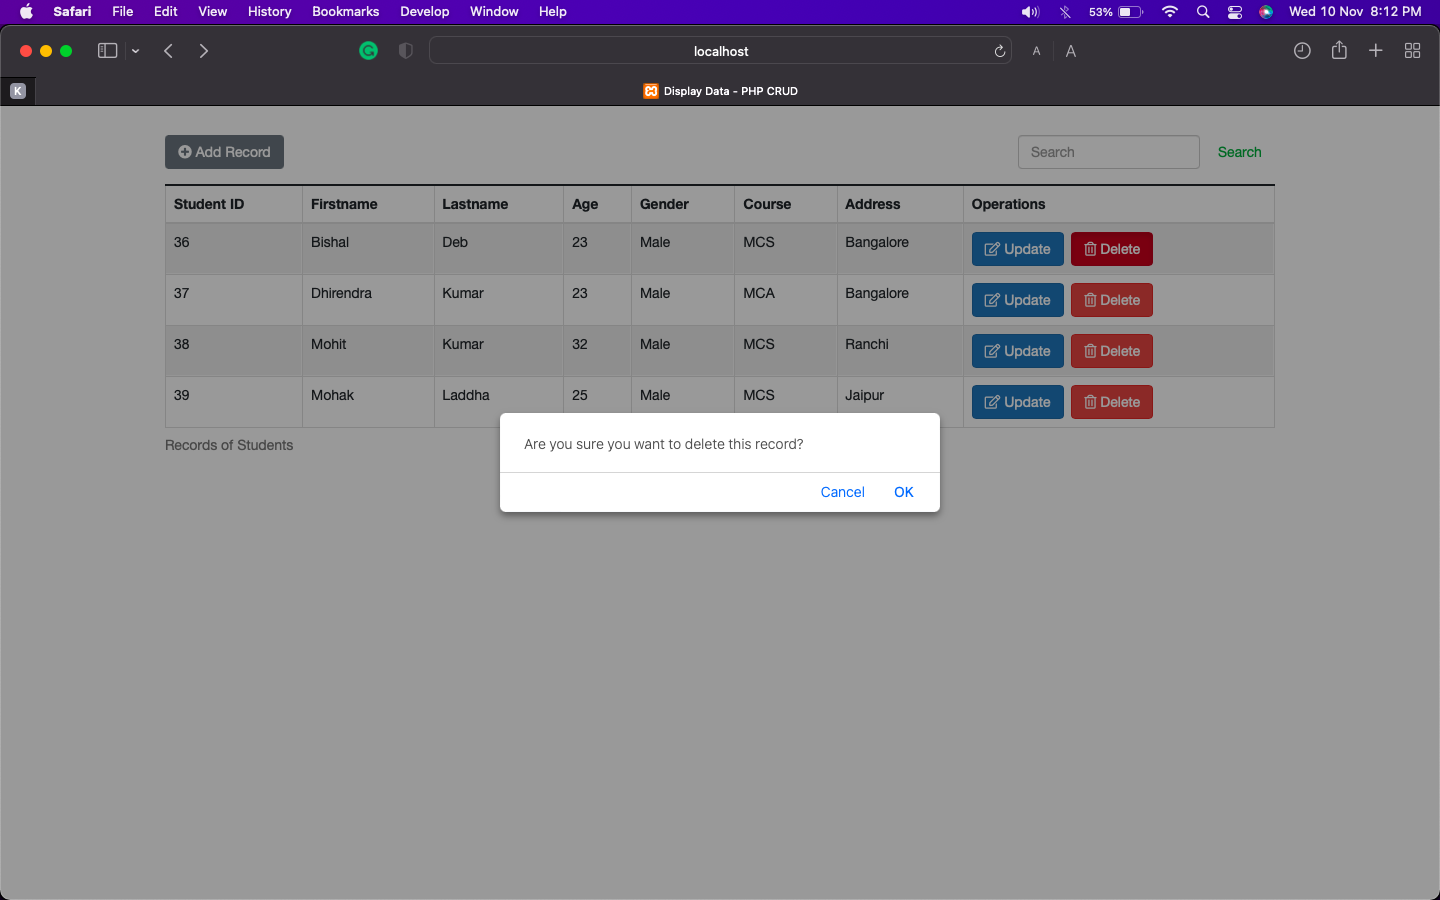 Safari File Edit View History Bookmarks Develop Window Help 53% Wed 10 Nov 8:12 PM
localhost A A
K Display Data - PHP CRUD
Add Record Search Search
Student ID Firstname Lastname Age Gender Course Address Operations
36 Bishal Deb 23 Male MCS Bangalore Update Delete
37 Dhirendra Kumar 23 Male MCA Bangalore Update Delete
38 Mohit Kumar 32 Male MCS Ranchi Update Delete
39 Mohak Laddha 25 Male MCS Jaipur Update Delete
Records of Students
Are you sure you want to delete this record?
Cancel OK